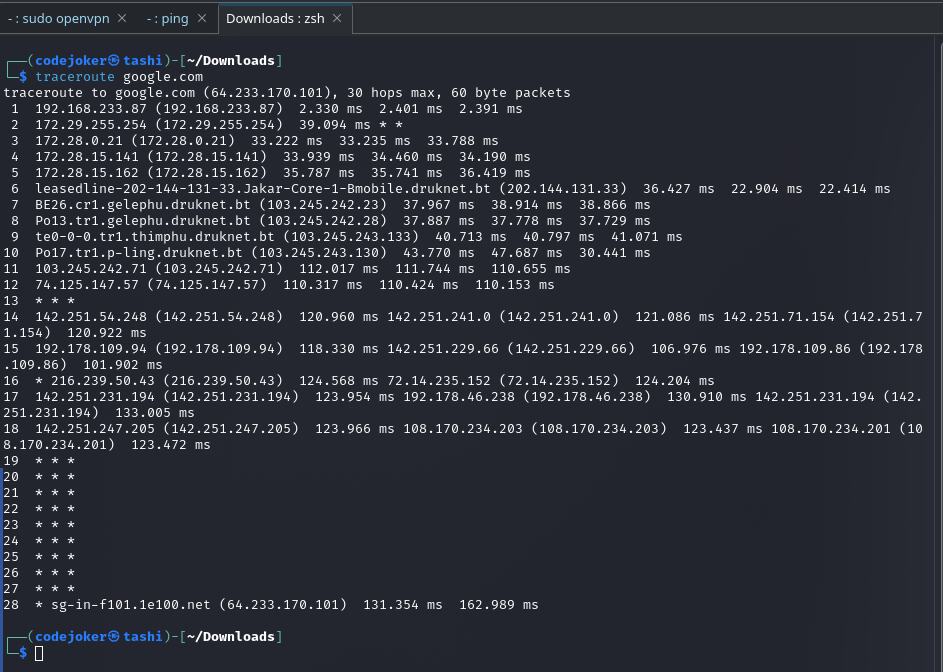 - : sudo openvpn × - : ping × Downloads : zsh ×
┌──(codejoker㉿tashi)-[~/Downloads]
└─$ traceroute google.com
traceroute to google.com (64.233.170.101), 30 hops max, 60 byte packets
 1  192.168.233.87 (192.168.233.87)  2.330 ms  2.401 ms  2.391 ms
 2  172.29.255.254 (172.29.255.254)  39.094 ms * *
 3  172.28.0.21 (172.28.0.21)  33.222 ms  33.235 ms  33.788 ms
 4  172.28.15.141 (172.28.15.141)  33.939 ms  34.460 ms  34.190 ms
 5  172.28.15.162 (172.28.15.162)  35.787 ms  35.741 ms  36.419 ms
 6  leasedline-202-144-131-33.Jakar-Core-1-Bmobile.druknet.bt (202.144.131.33)  36.427 ms  22.904 ms  22.414 ms
 7  BE26.cr1.gelephu.druknet.bt (103.245.242.23)  37.967 ms  38.914 ms  38.866 ms
 8  Po13.tr1.gelephu.druknet.bt (103.245.242.28)  37.887 ms  37.778 ms  37.729 ms
 9  te0-0-0.tr1.thimphu.druknet.bt (103.245.243.133)  40.713 ms  40.797 ms  41.071 ms
10  Po17.tr1.p-ling.druknet.bt (103.245.243.130)  43.770 ms  47.687 ms  30.441 ms
11  103.245.242.71 (103.245.242.71)  112.017 ms  111.744 ms  110.655 ms
12  74.125.147.57 (74.125.147.57)  110.317 ms  110.424 ms  110.153 ms
13  * * *
14  142.251.54.248 (142.251.54.248)  120.960 ms 142.251.241.0 (142.251.241.0)  121.086 ms 142.251.71.154 (142.251.7
1.154)  120.922 ms
15  192.178.109.94 (192.178.109.94)  118.330 ms 142.251.229.66 (142.251.229.66)  106.976 ms 192.178.109.86 (192.178
.109.86)  101.902 ms
16  * 216.239.50.43 (216.239.50.43)  124.568 ms 72.14.235.152 (72.14.235.152)  124.204 ms
17  142.251.231.194 (142.251.231.194)  123.954 ms 192.178.46.238 (192.178.46.238)  130.910 ms 142.251.231.194 (142.
251.231.194)  133.005 ms
18  142.251.247.205 (142.251.247.205)  123.966 ms 108.170.234.203 (108.170.234.203)  123.437 ms 108.170.234.201 (10
8.170.234.201)  123.472 ms
19  * * *
20  * * *
21  * * *
22  * * *
23  * * *
24  * * *
25  * * *
26  * * *
27  * * *
28  * sg-in-f101.1e100.net (64.233.170.101)  131.354 ms  162.989 ms
┌──(codejoker㉿tashi)-[~/Downloads]
└─$